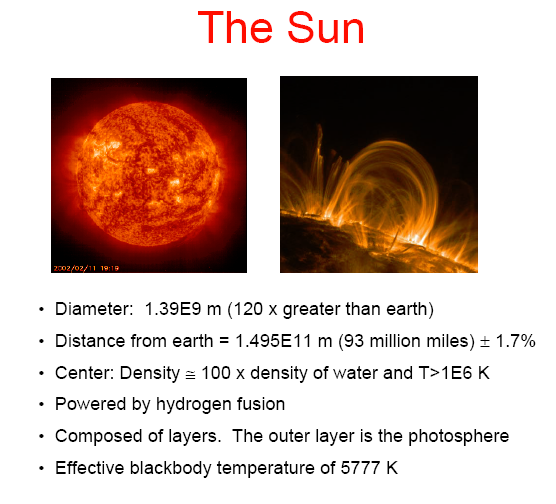 The Sun
2002/02/11 19:19
• Diameter: 1.39E9 m (120 x greater than earth)
• Distance from earth = 1.495E11 m (93 million miles) ± 1.7%
• Center: Density ≅ 100 x density of water and T>1E6 K
• Powered by hydrogen fusion
• Composed of layers. The outer layer is the photosphere
• Effective blackbody temperature of 5777 K